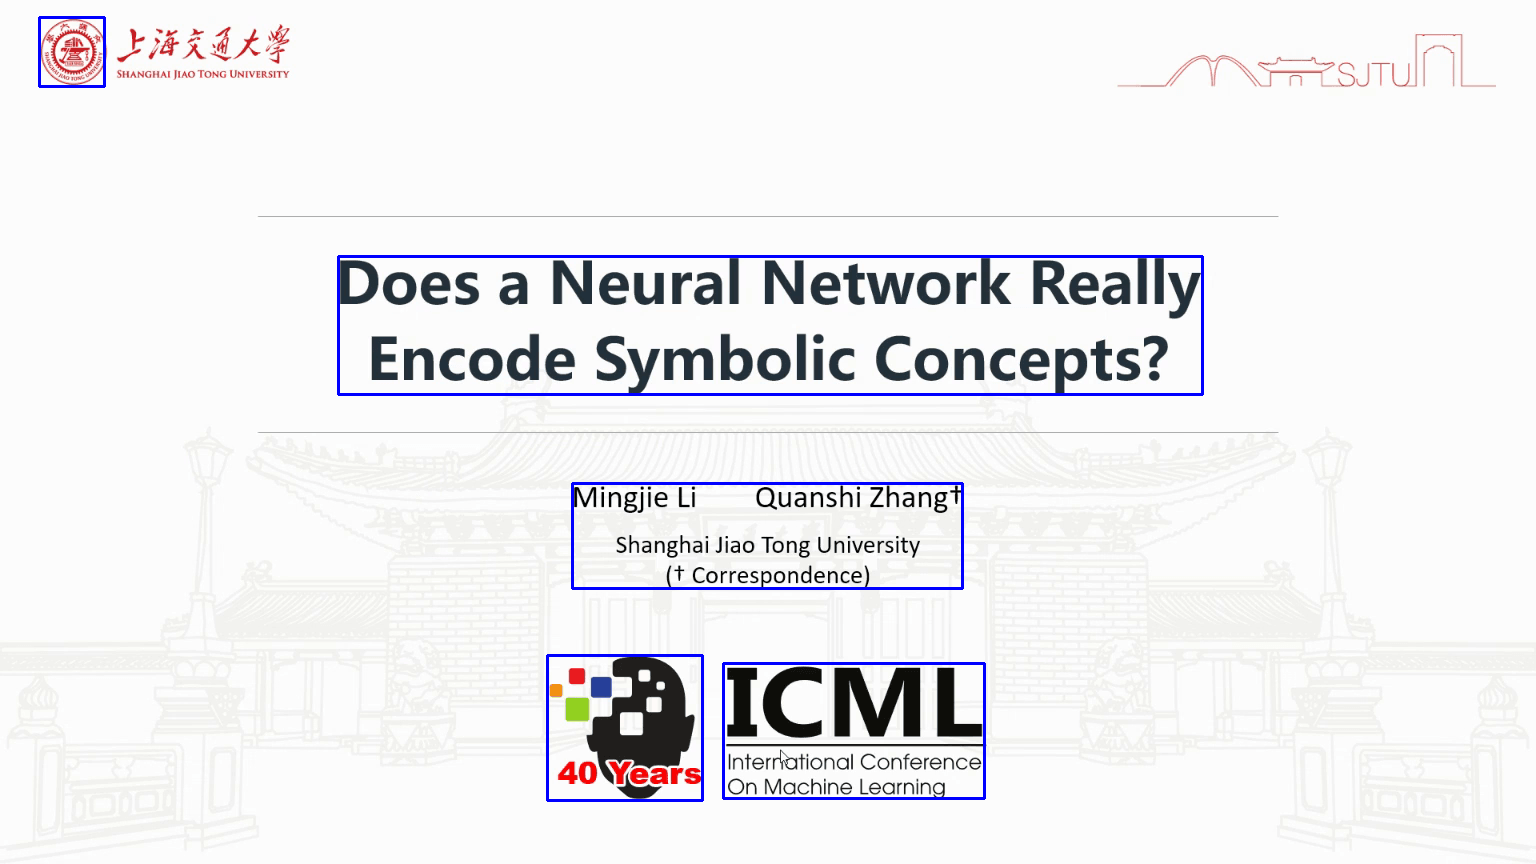 上海交通大学
SHANGHAI JIAO TONG UNIVERSITY
SJTU
Does a Neural Network Really
Encode Symbolic Concepts?
Mingjie Li Quanshi Zhang†
Shanghai Jiao Tong University
(† Correspondence)
40 Years
ICML
International Conference
On Machine Learning